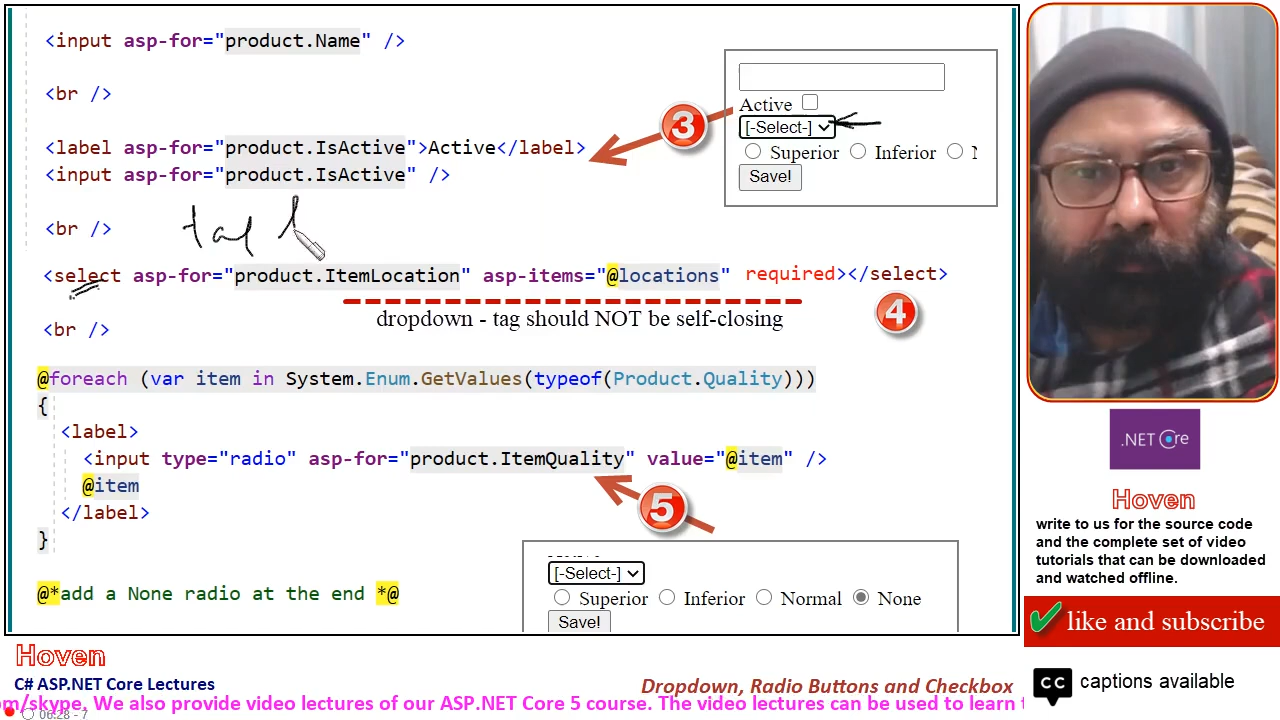 <input asp-for="product.Name" />
<br />
<label asp-for="product.IsActive">Active</label>
<input asp-for="product.IsActive" />
<br />
tag h
<select asp-for="product.ItemLocation" asp-items="@locations" required></select>
dropdown - tag should NOT be self-closing
<br />
@foreach (var item in System.Enum.GetValues(typeof(Product.Quality)))
{
<label>
<input type="radio" asp-for="product.ItemQuality" value="@item" />
@item
</label>
}
@*add a None radio at the end *@
3
Active
[-Select-]
Superior Inferior
Save!
4
5
[-Select-]
Superior Inferior Normal None
Save!
.NET Core
Hoven
write to us for the source code
and the complete set of video
tutorials that can be downloaded
and watched offline.
like and subscribe
CC captions available
Hoven
C# ASP.NET Core Lectures
Dropdown, Radio Buttons and Checkbox
om/skype. We also provide video lectures of our ASP.NET Core 5 course. The video lectures can be used to learn
06:28 - 7